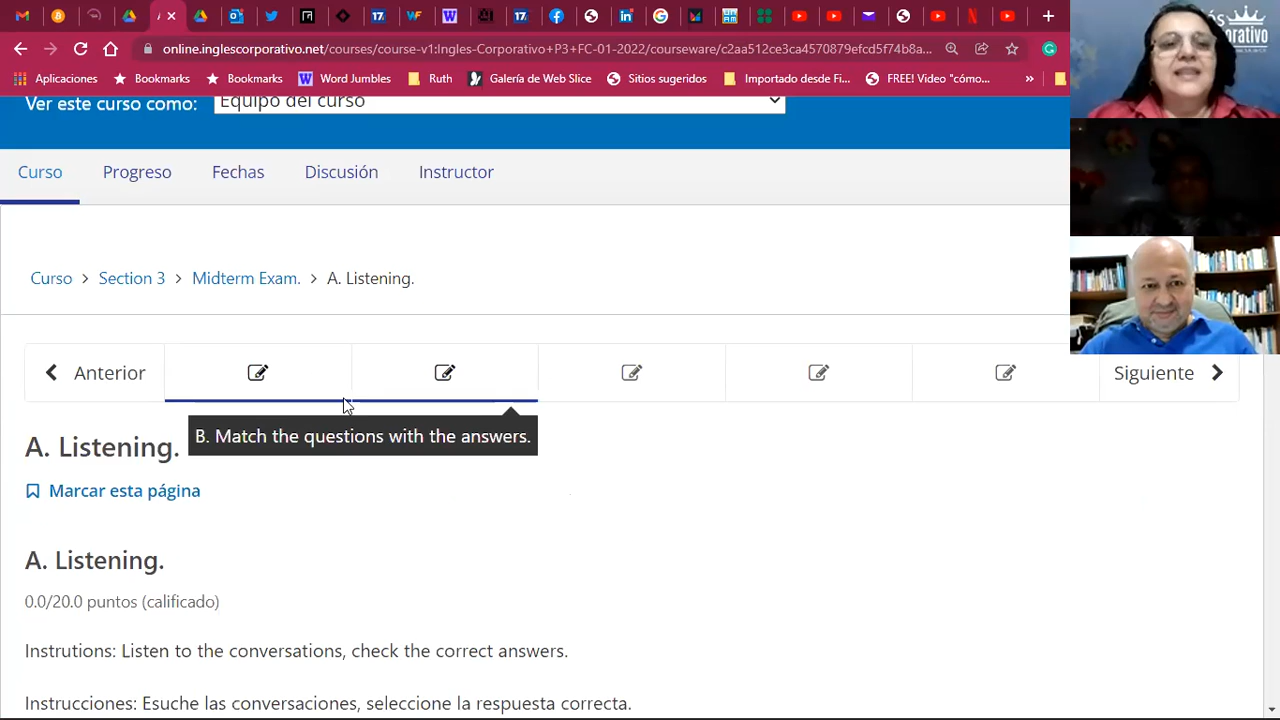 A
online.inglescorporativo.net/courses/course-v1:Ingles-Corporativo+P3+FC-01-2022/courseware/c2aa512ce3ca4570879efcd5f74b8a...
Aplicaciones Bookmarks Bookmarks Word Jumbles Ruth Galería de Web Slice Sitios sugeridos Importado desde Fi... FREE! Video "cómo... »
Ver este curso como: Equipo del curso
Curso Progreso Fechas Discusión Instructor
Curso > Section 3 > Midterm Exam. > A. Listening.
Anterior Siguiente
B. Match the questions with the answers.
A. Listening.
Marcar esta página
A. Listening.
0.0/20.0 puntos (calificado)
Instrutions: Listen to the conversations, check the correct answers.
Instrucciones: Esuche las conversaciones, seleccione la respuesta correcta.